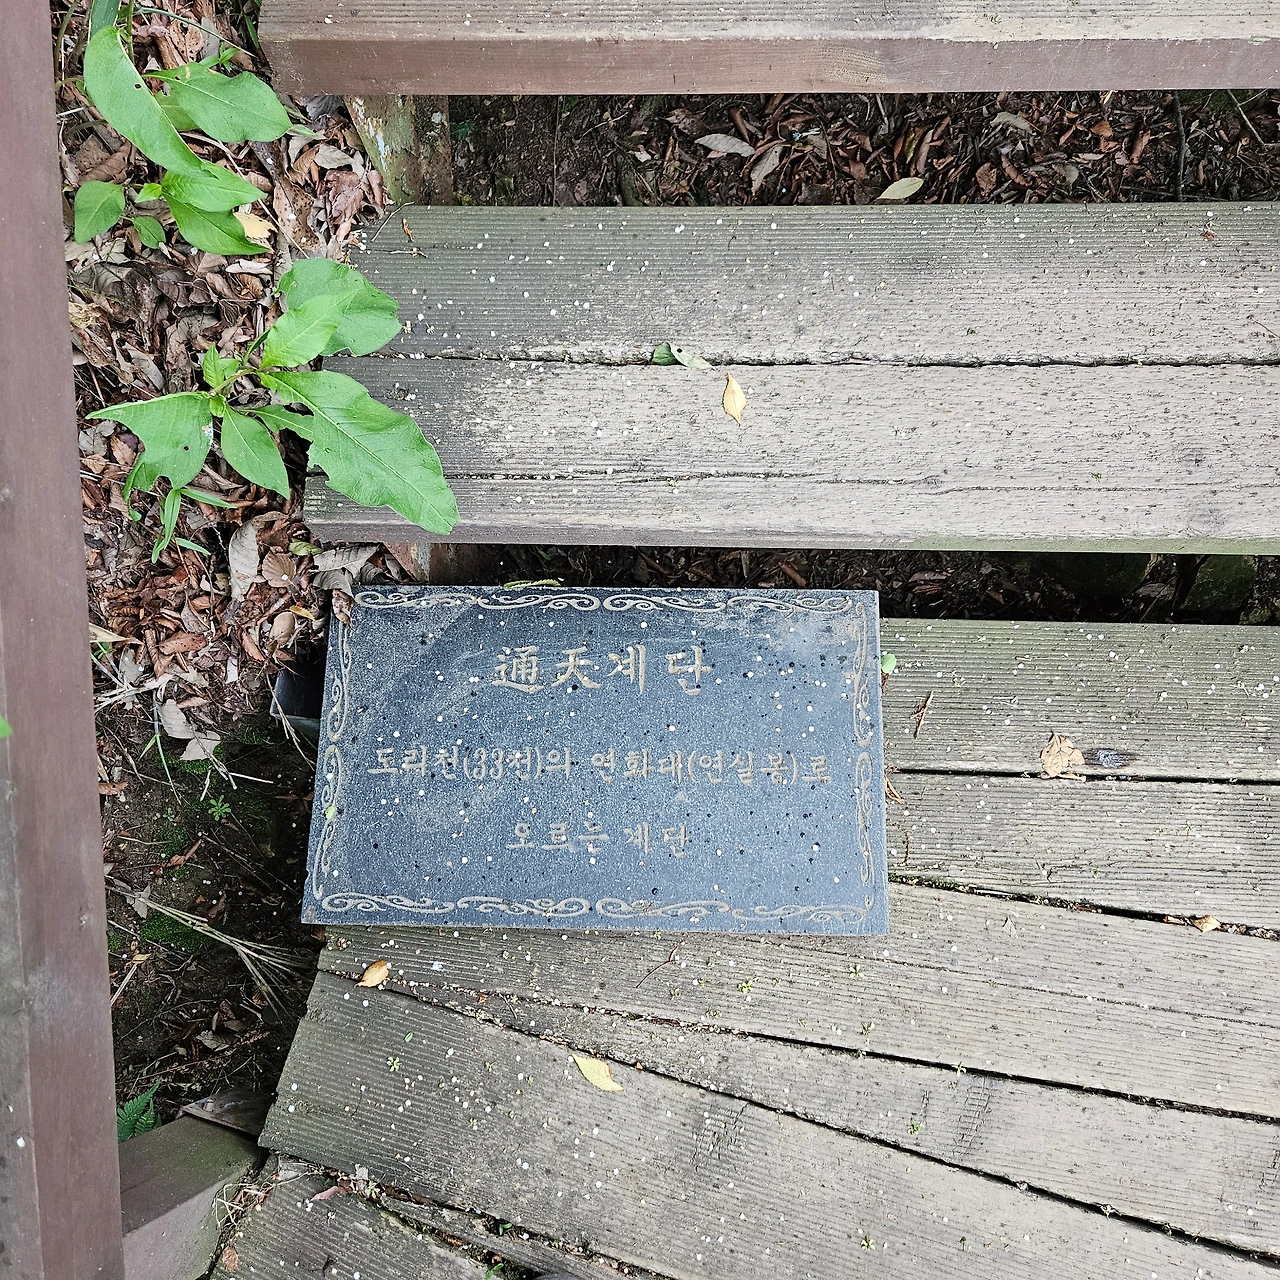 通天계단
도리천(33천)의 연화대(연실봉)로
오르는 계단